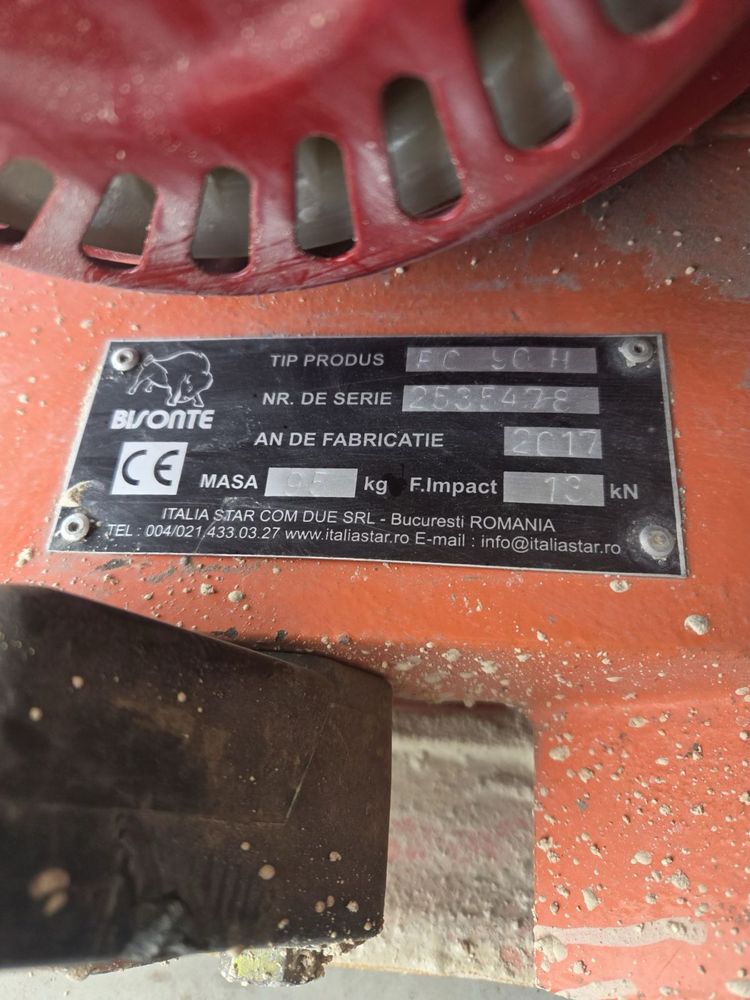 BISONTE
TIP PRODUS PC 90 H
NR. DE SERIE 2535478
AN DE FABRICATIE 2017
CE MASA 95 kg F.Impact 13 kN
ITALIA STAR COM DUE SRL - Bucuresti ROMANIA
TEL : 004/021.433.03.27 www.italiastar.ro E-mail : info@italiastar.ro